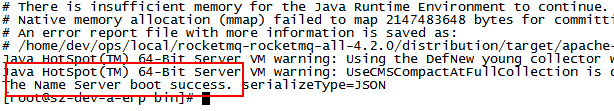 # There is insufficient memory for the Java Runtime Environment to continue.
# Native memory allocation (mmap) failed to map 2147483648 bytes for committi
# An error report file with more information is saved as:
# /home/dev/ops/local/rocketmq-rocketmq-all-4.2.0/distribution/target/apache-
Java HotSpot(TM) 64-Bit Server VM warning: Using the DefNew young collector w
Java HotSpot(TM) 64-Bit Server VM warning: UseCMSCompactAtFullCollection is d
The Name Server boot success. serializeType=JSON
[root@sz-dev-a-erp bin]#